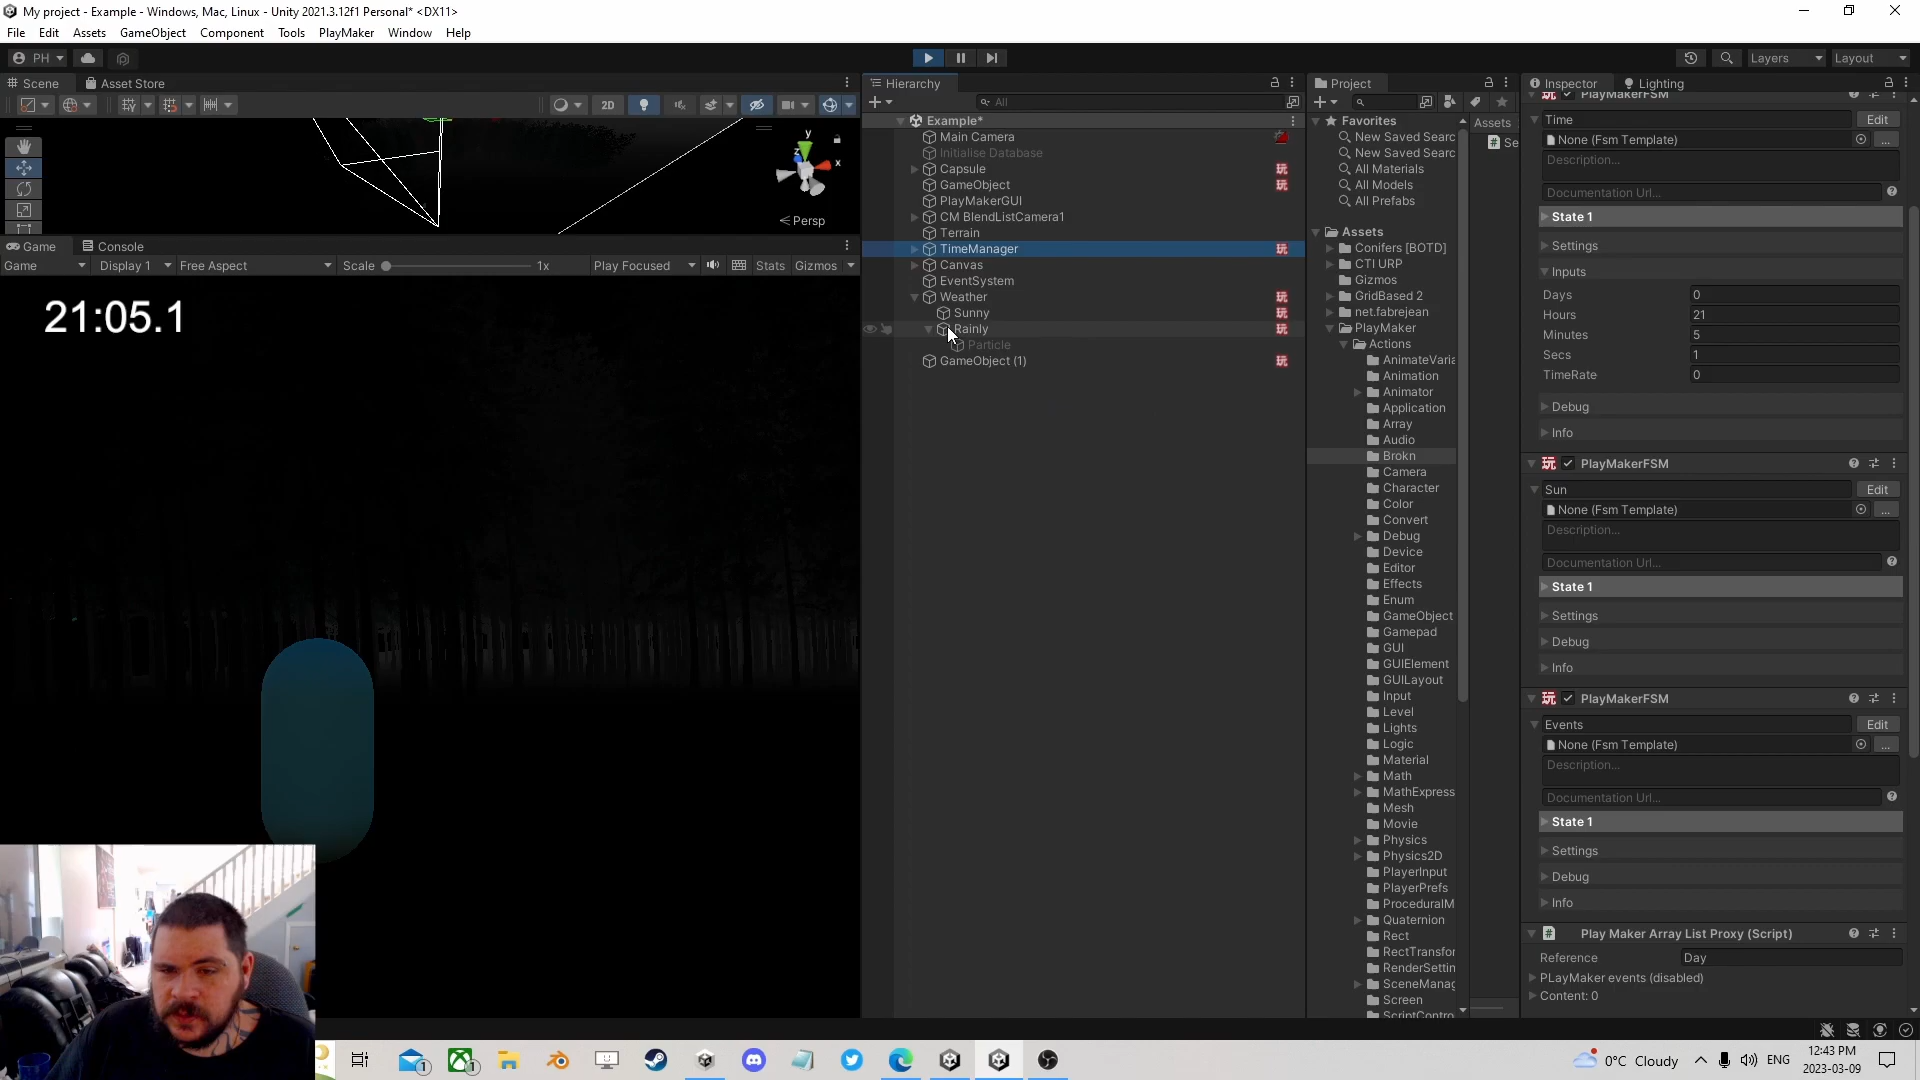 My project - Example - Windows, Mac, Linux - Unity 2021.3.12f1 Personal* <DX11>
File Edit Assets GameObject Component Tools PlayMaker Window Help
PH
Layers Layout
Scene Asset Store
2D
y
x
z
Persp
Game Console
Game Display 1 Free Aspect Scale 1x Play Focused Stats Gizmos
21:05.1
Hierarchy
All
Example*
Main Camera
Initialise Database
Capsule
GameObject
PlayMakerGUI
CM BlendListCamera1
Terrain
TimeManager
Canvas
EventSystem
Weather
Sunny
Rainly
Particle
GameObject (1)
Project
Favorites
New Saved Searc
New Saved Searc
All Materials
All Models
All Prefabs
Assets
Conifers [BOTD]
CTI URP
Gizmos
GridBased 2
net.fabrejean
PlayMaker
Actions
AnimateVaria
Animation
Animator
Application
Array
Audio
Brokn
Camera
Character
Color
Convert
Debug
Device
Editor
Effects
Enum
GameObject
Gamepad
GUI
GUIElement
GUILayout
Input
Level
Lights
Logic
Material
Math
MathExpress
Mesh
Movie
Physics
Physics2D
PlayerInput
PlayerPrefs
ProceduralM
Quaternion
Rect
RectTransfor
RenderSettin
SceneManag
Screen
ScriptContro
Assets
Se
Inspector Lighting
PlayMakerFSM
Time Edit
None (Fsm Template) ...
Description...
Documentation Url...
State 1
Settings
Inputs
Days 0
Hours 21
Minutes 5
Secs 1
TimeRate 0
Debug
Info
PlayMakerFSM
Sun Edit
None (Fsm Template) ...
Description...
Documentation Url...
State 1
Settings
Debug
Info
PlayMakerFSM
Events Edit
None (Fsm Template) ...
Description...
Documentation Url...
State 1
Settings
Debug
Info
Play Maker Array List Proxy (Script)
Reference Day
PLayMaker events (disabled)
Content: 0
1 1
0°C Cloudy ENG 12:43 PM
2023-03-09